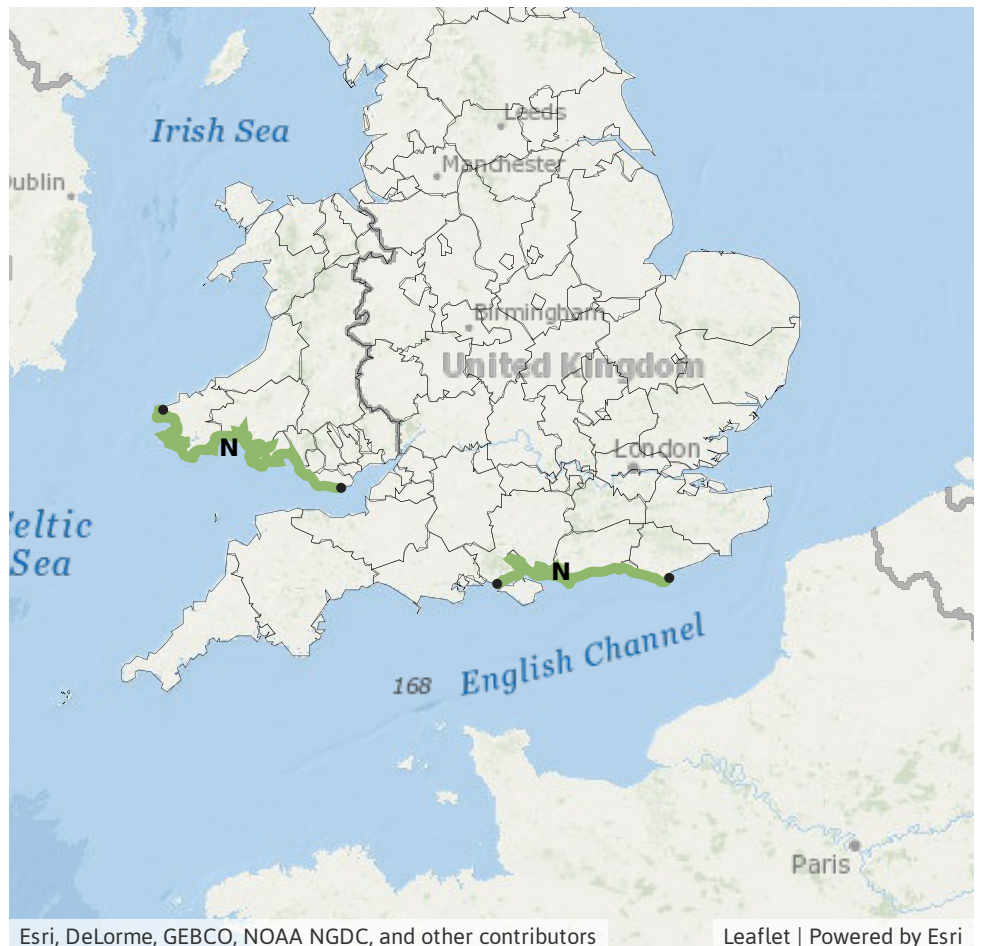 Leeds
Irish Sea
Manchester
ublin
Birmingham
United Kingdom
N
London
eltic
Sea
N
English Channel
168
Paris
Esri, DeLorme, GEBCO, NOAA NGDC, and other contributors
Leaflet | Powered by Esri